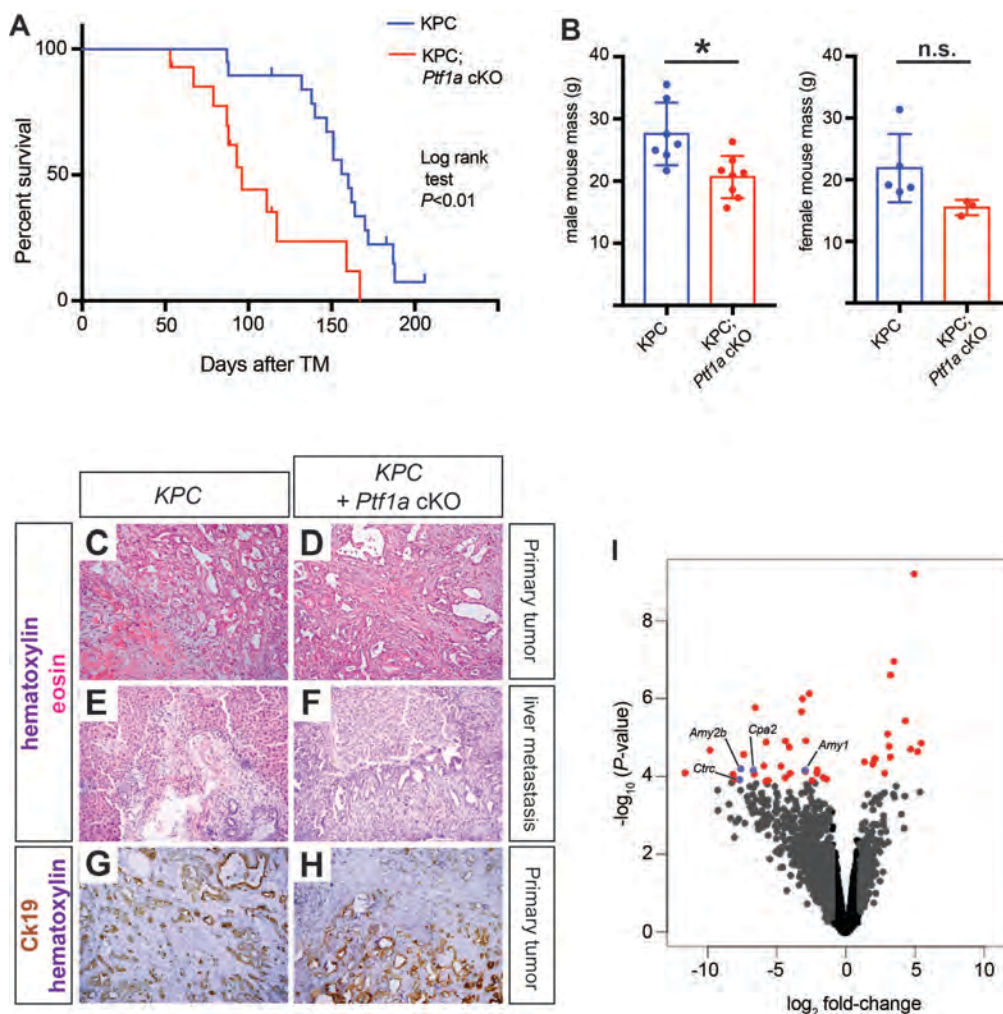 A
KPC
KPC;
Ptf1a cKO
Log rank
test
P<0.01
Percent survival
100
50
0
0
50
100
150
200
Days after TM
B
*
male mouse mass (g)
40
30
20
10
KPC
KPC;
Ptf1a cKO
n.s.
female mouse mass (g)
40
30
20
10
KPC
KPC;
Ptf1a cKO
KPC
KPC
+ Ptf1a cKO
hematoxylin
eosin
C
D
Primary tumor
E
F
liver metastasis
Ck19
hematoxylin
G
H
Primary tumor
I
-log10 (P-value)
8
6
4
2
0
Amy2b
Cpa2
Amy1
Ctrc
-10
-5
0
5
10
log2 fold-change